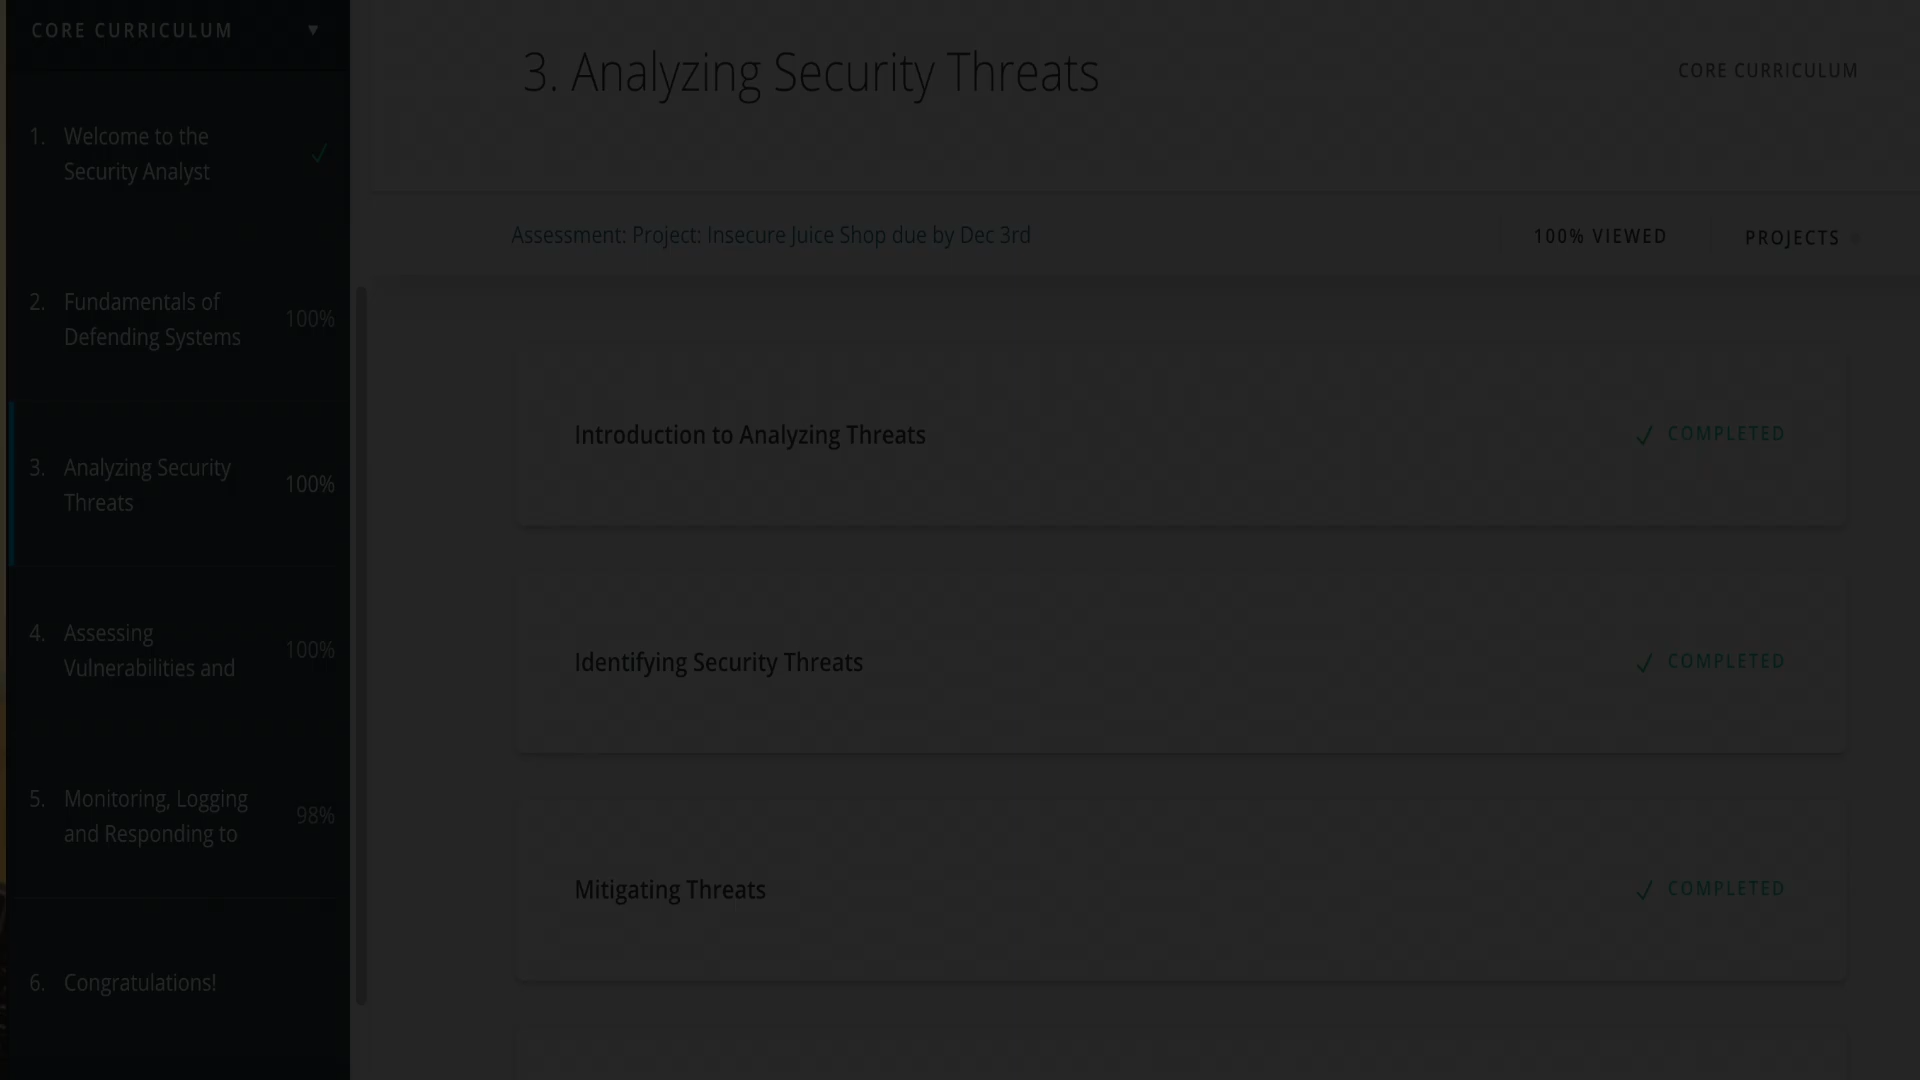 CORE CURRICULUM ▼
1. Welcome to the
Security Analyst
✓
2. Fundamentals of
Defending Systems
100%
3. Analyzing Security
Threats
100%
4. Assessing
Vulnerabilities and
100%
5. Monitoring, Logging
and Responding to
98%
6. Congratulations!
3. Analyzing Security Threats
CORE CURRICULUM
Assessment: Project: Insecure Juice Shop due by Dec 3rd
100% VIEWED
PROJECTS
Introduction to Analyzing Threats
✓ COMPLETED
Identifying Security Threats
✓ COMPLETED
Mitigating Threats
✓ COMPLETED